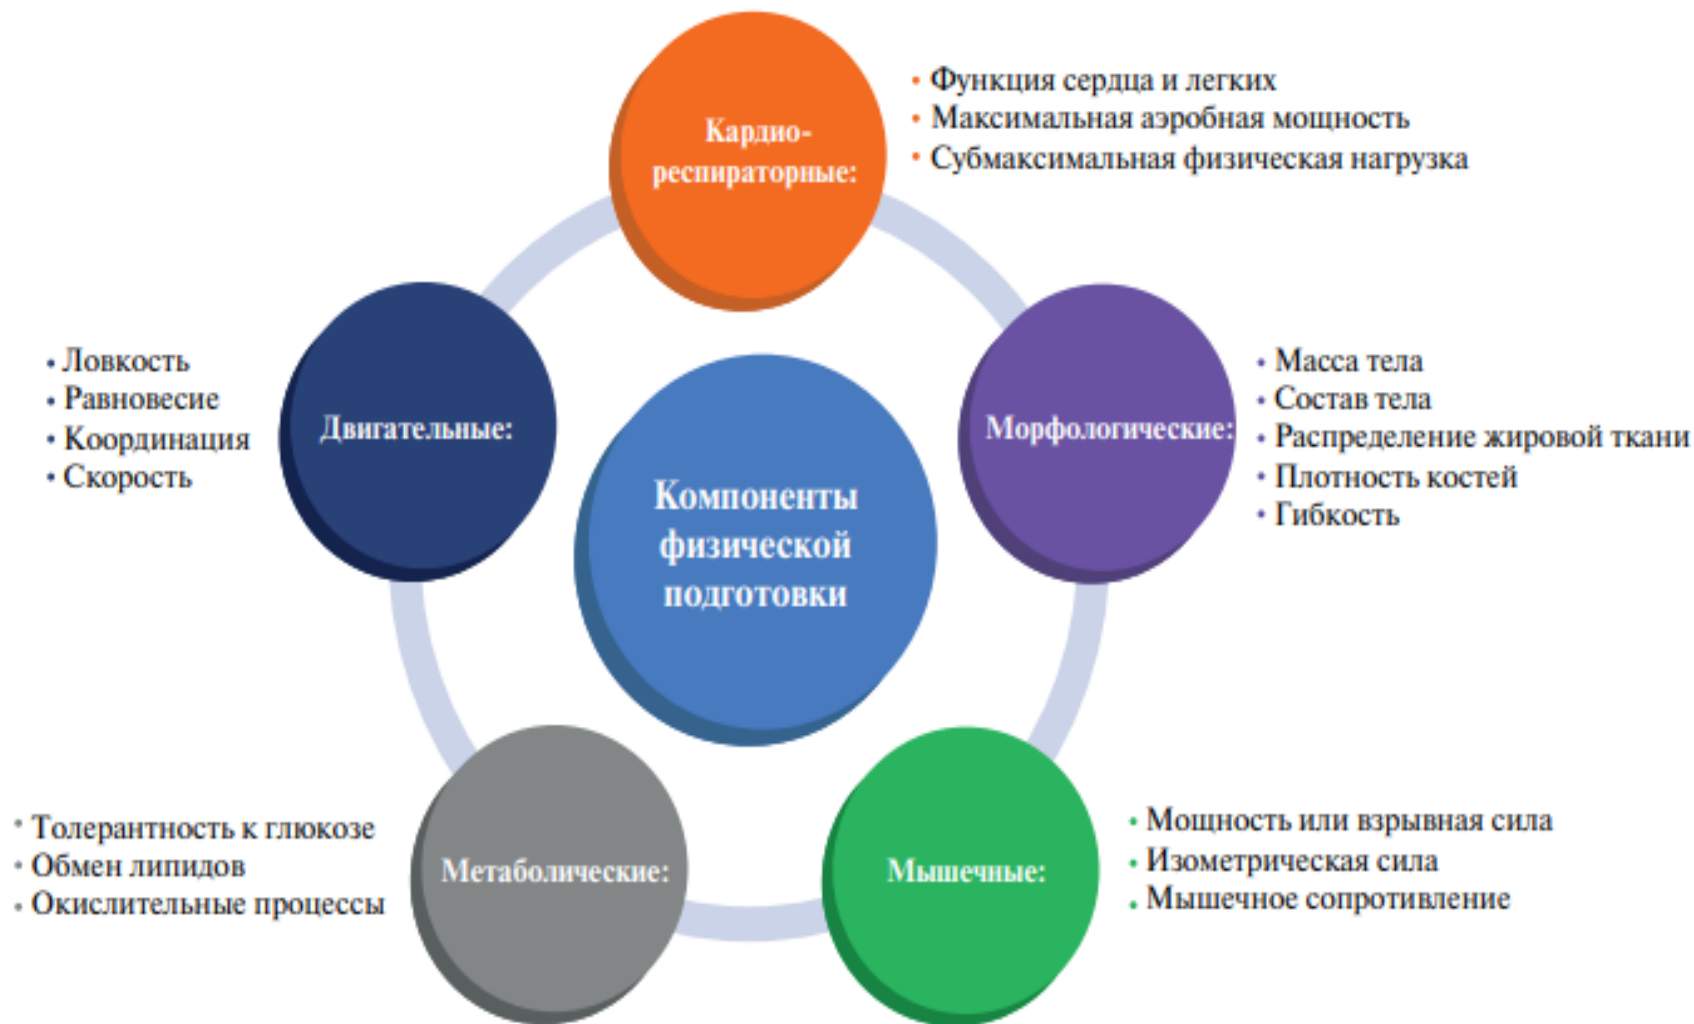 Кардио-
респираторные:
• Функция сердца и легких
• Максимальная аэробная мощность
• Субмаксимальная физическая нагрузка
Морфологические:
• Масса тела
• Состав тела
• Распределение жировой ткани
• Плотность костей
• Гибкость
Мышечные:
• Мощность или взрывная сила
• Изометрическая сила
• Мышечное сопротивление
Метаболические:
• Толерантность к глюкозе
• Обмен липидов
• Окислительные процессы
Двигательные:
• Ловкость
• Равновесие
• Координация
• Скорость
Компоненты
физической
подготовки